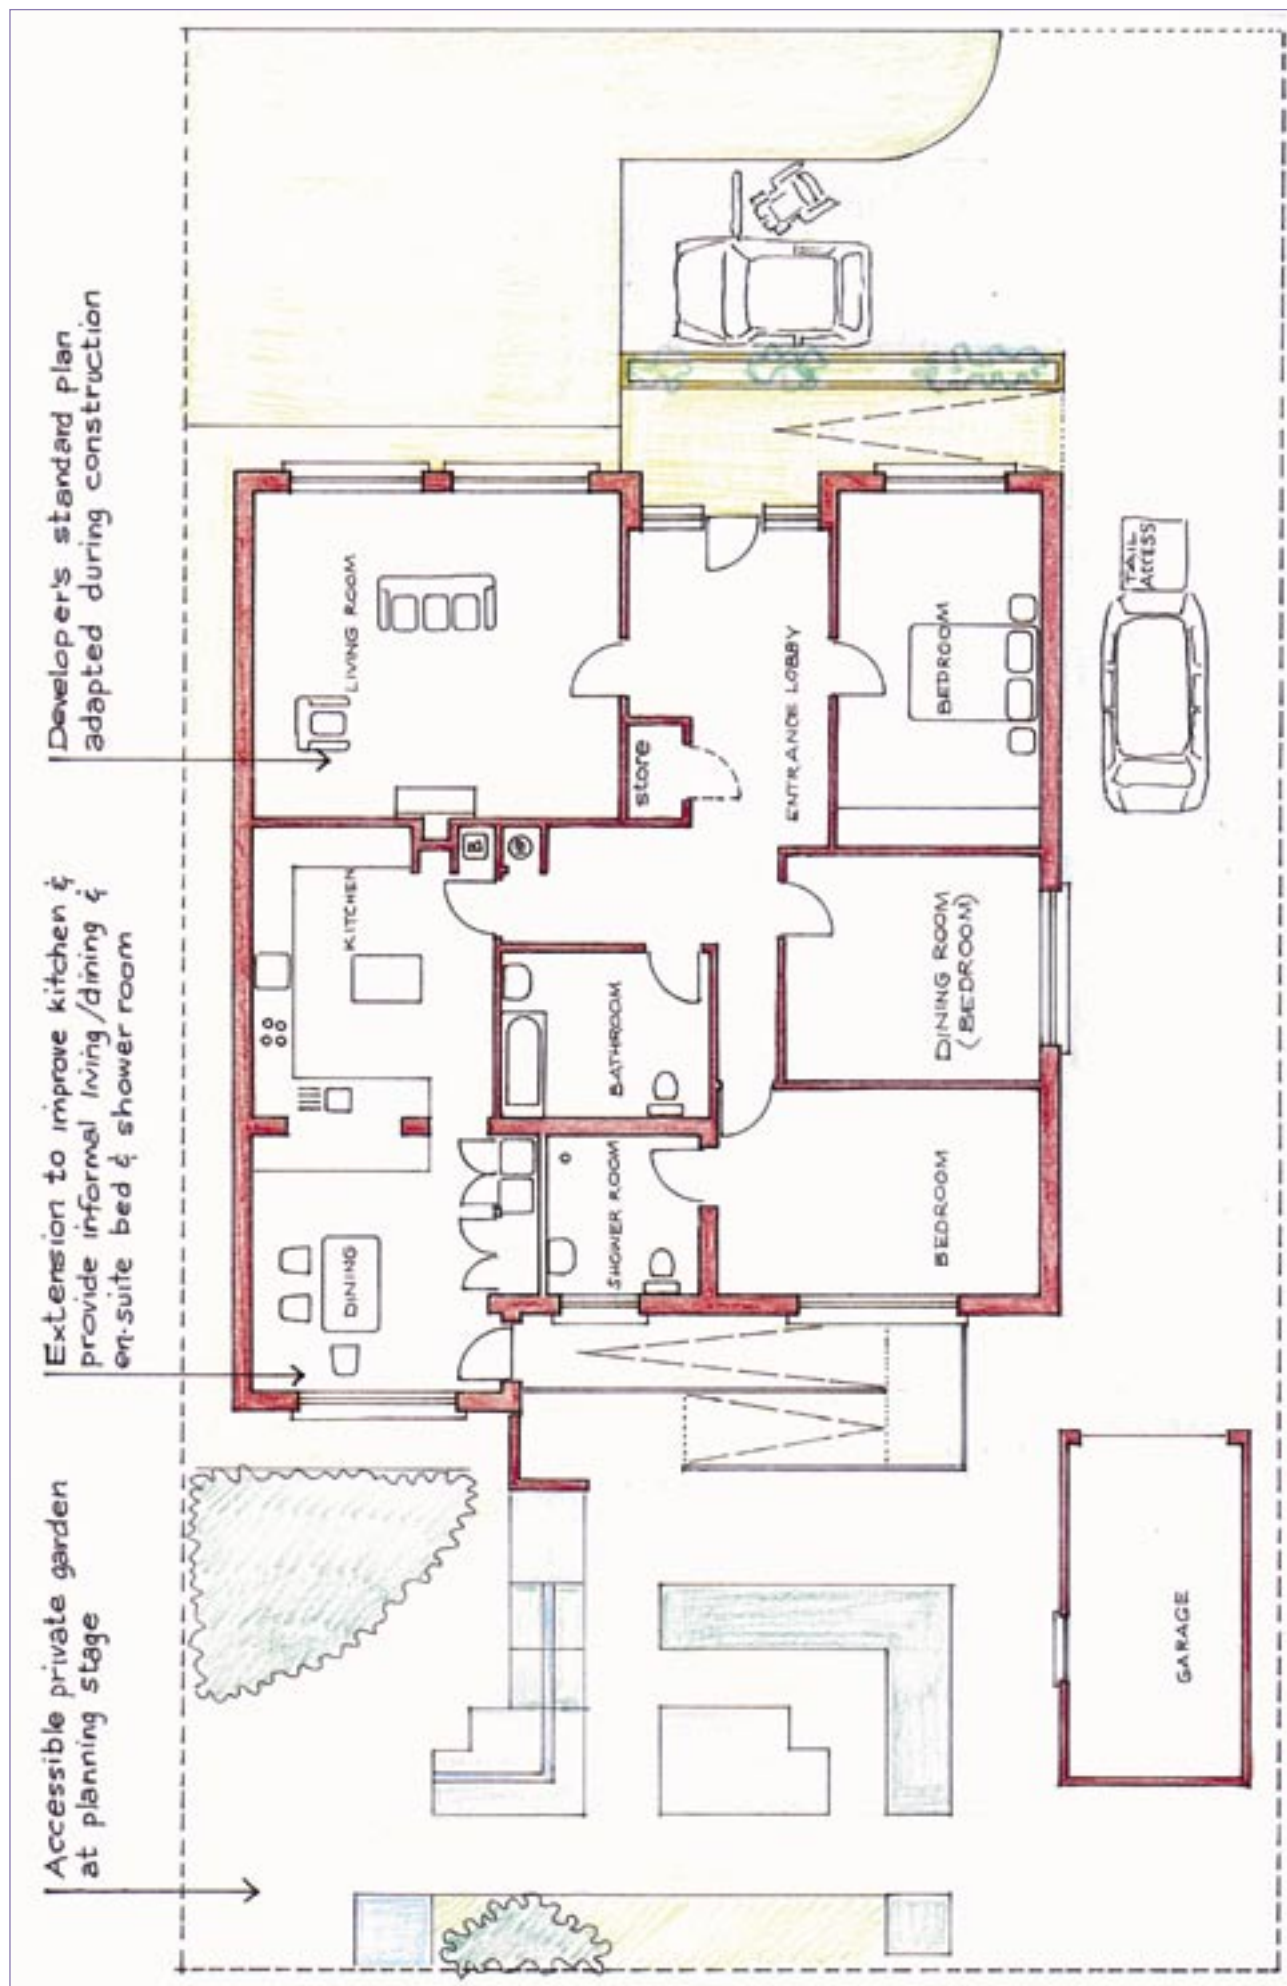 Accessible private garden
at planning stage
Extension to improve kitchen &
provide informal living/dining &
en-suite bed & shower room
Developer's standard plan
adapted during construction
DINING
KITCHEN
LIVING ROOM
B
store
SHOWER ROOM
BATHROOM
ENTRANCE LOBBY
BEDROOM
DINING ROOM
(BEDROOM)
BEDROOM
GARAGE
TAIL
ACCESS